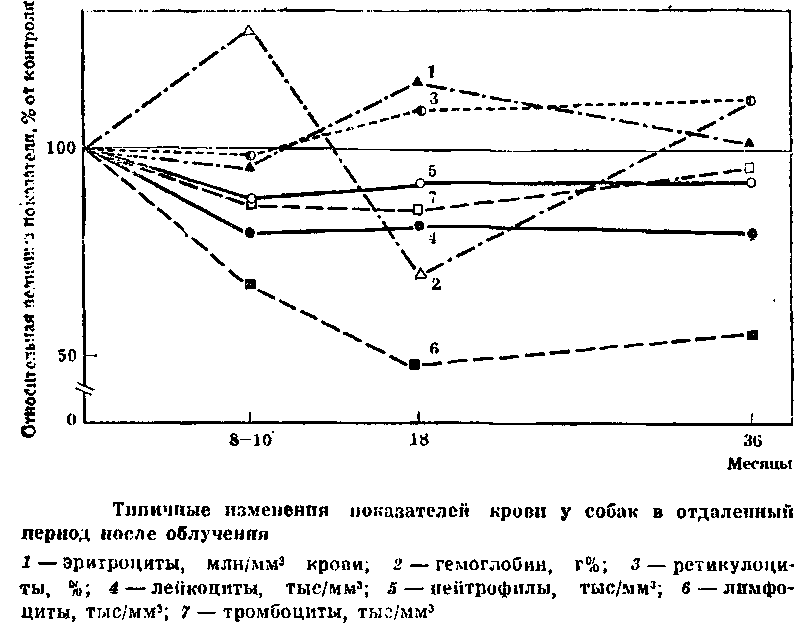 Относительная величина показателя, % от контроля
1
3
100
5
7
4
2
6
50
0
8—10
18
36
Месяцы
Типичные изменения показателей крови у собак в отдаленный
период после облучения
1 — эритроциты, млн/мм³ крови; 2 — гемоглобин, г%; 3 — ретикулоци-
ты, ‰; 4 — лейкоциты, тыс/мм³; 5 — нейтрофилы, тыс/мм³; 6 — лимфо-
циты, тыс/мм³; 7 — тромбоциты, тыс/мм³